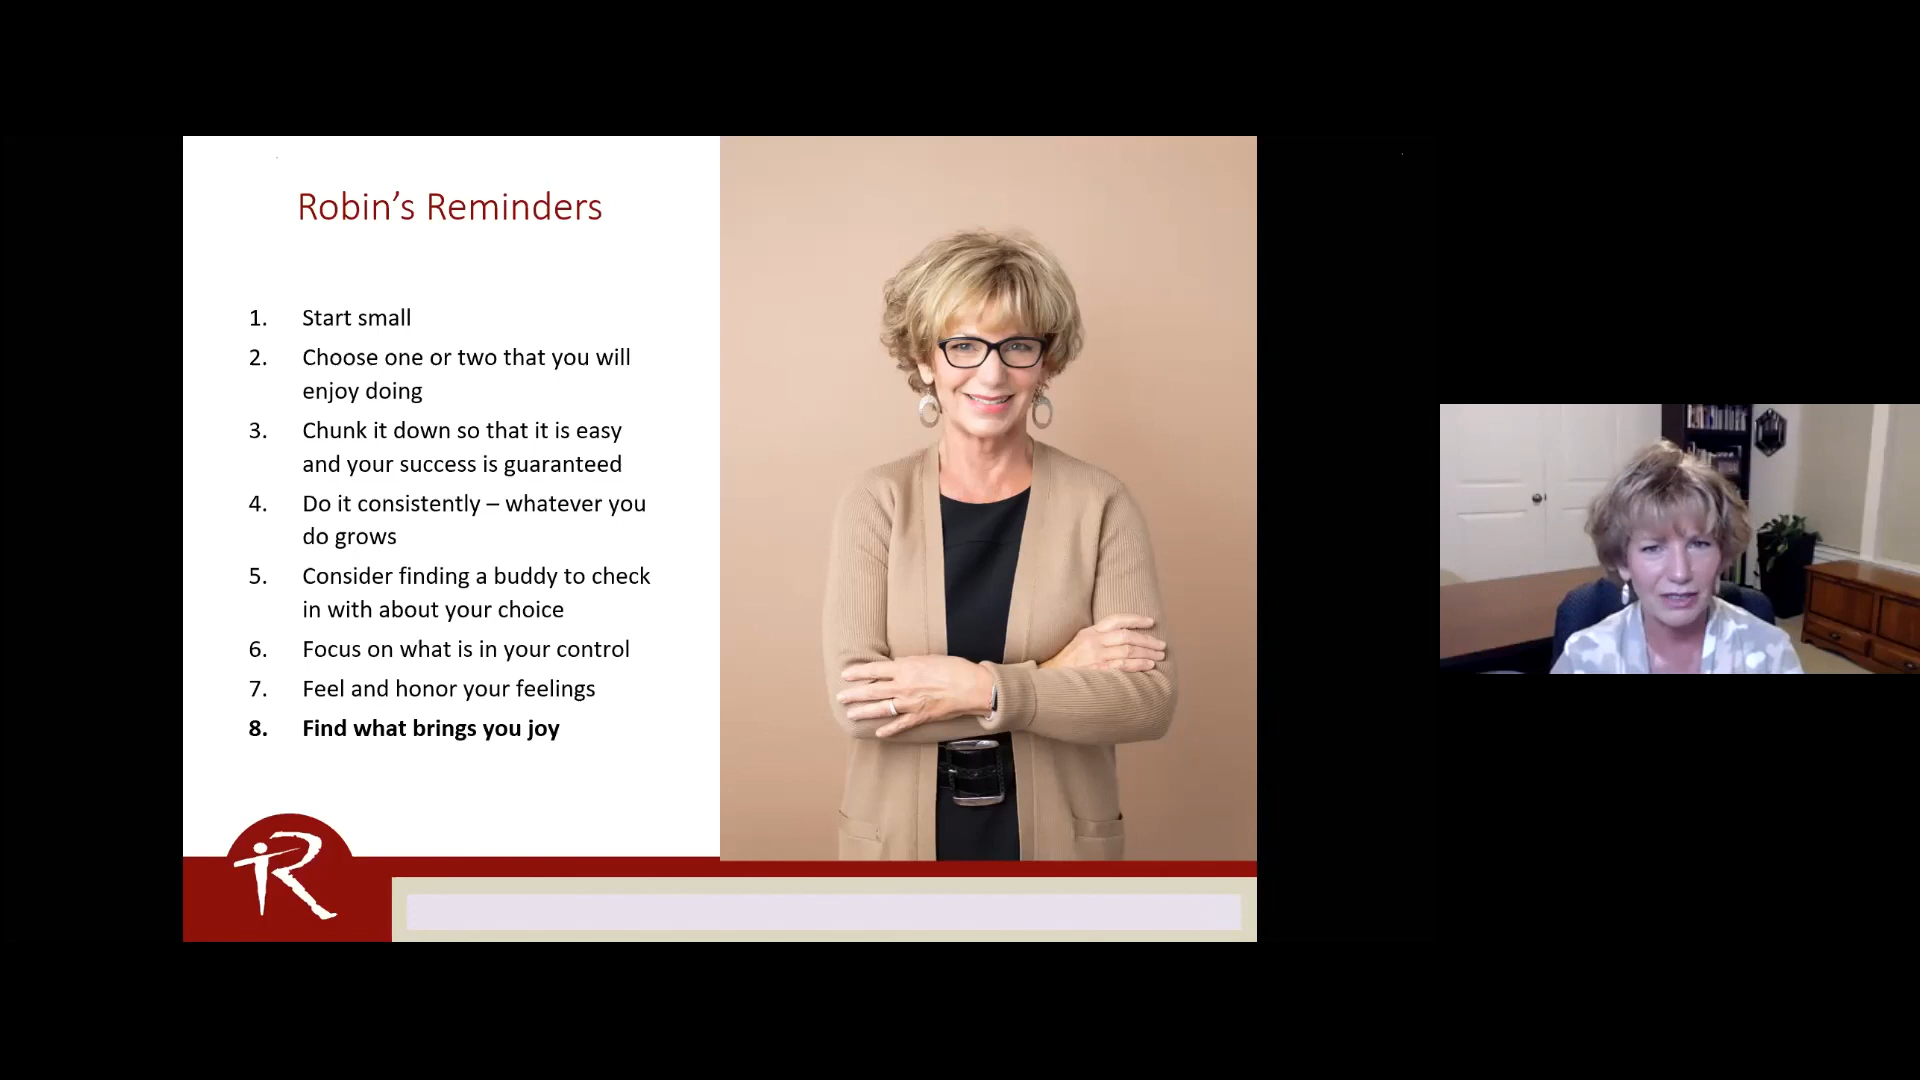 Robin’s Reminders
1. Start small
2. Choose one or two that you will
enjoy doing
3. Chunk it down so that it is easy
and your success is guaranteed
4. Do it consistently – whatever you
do grows
5. Consider finding a buddy to check
in with about your choice
6. Focus on what is in your control
7. Feel and honor your feelings
8. Find what brings you joy
R